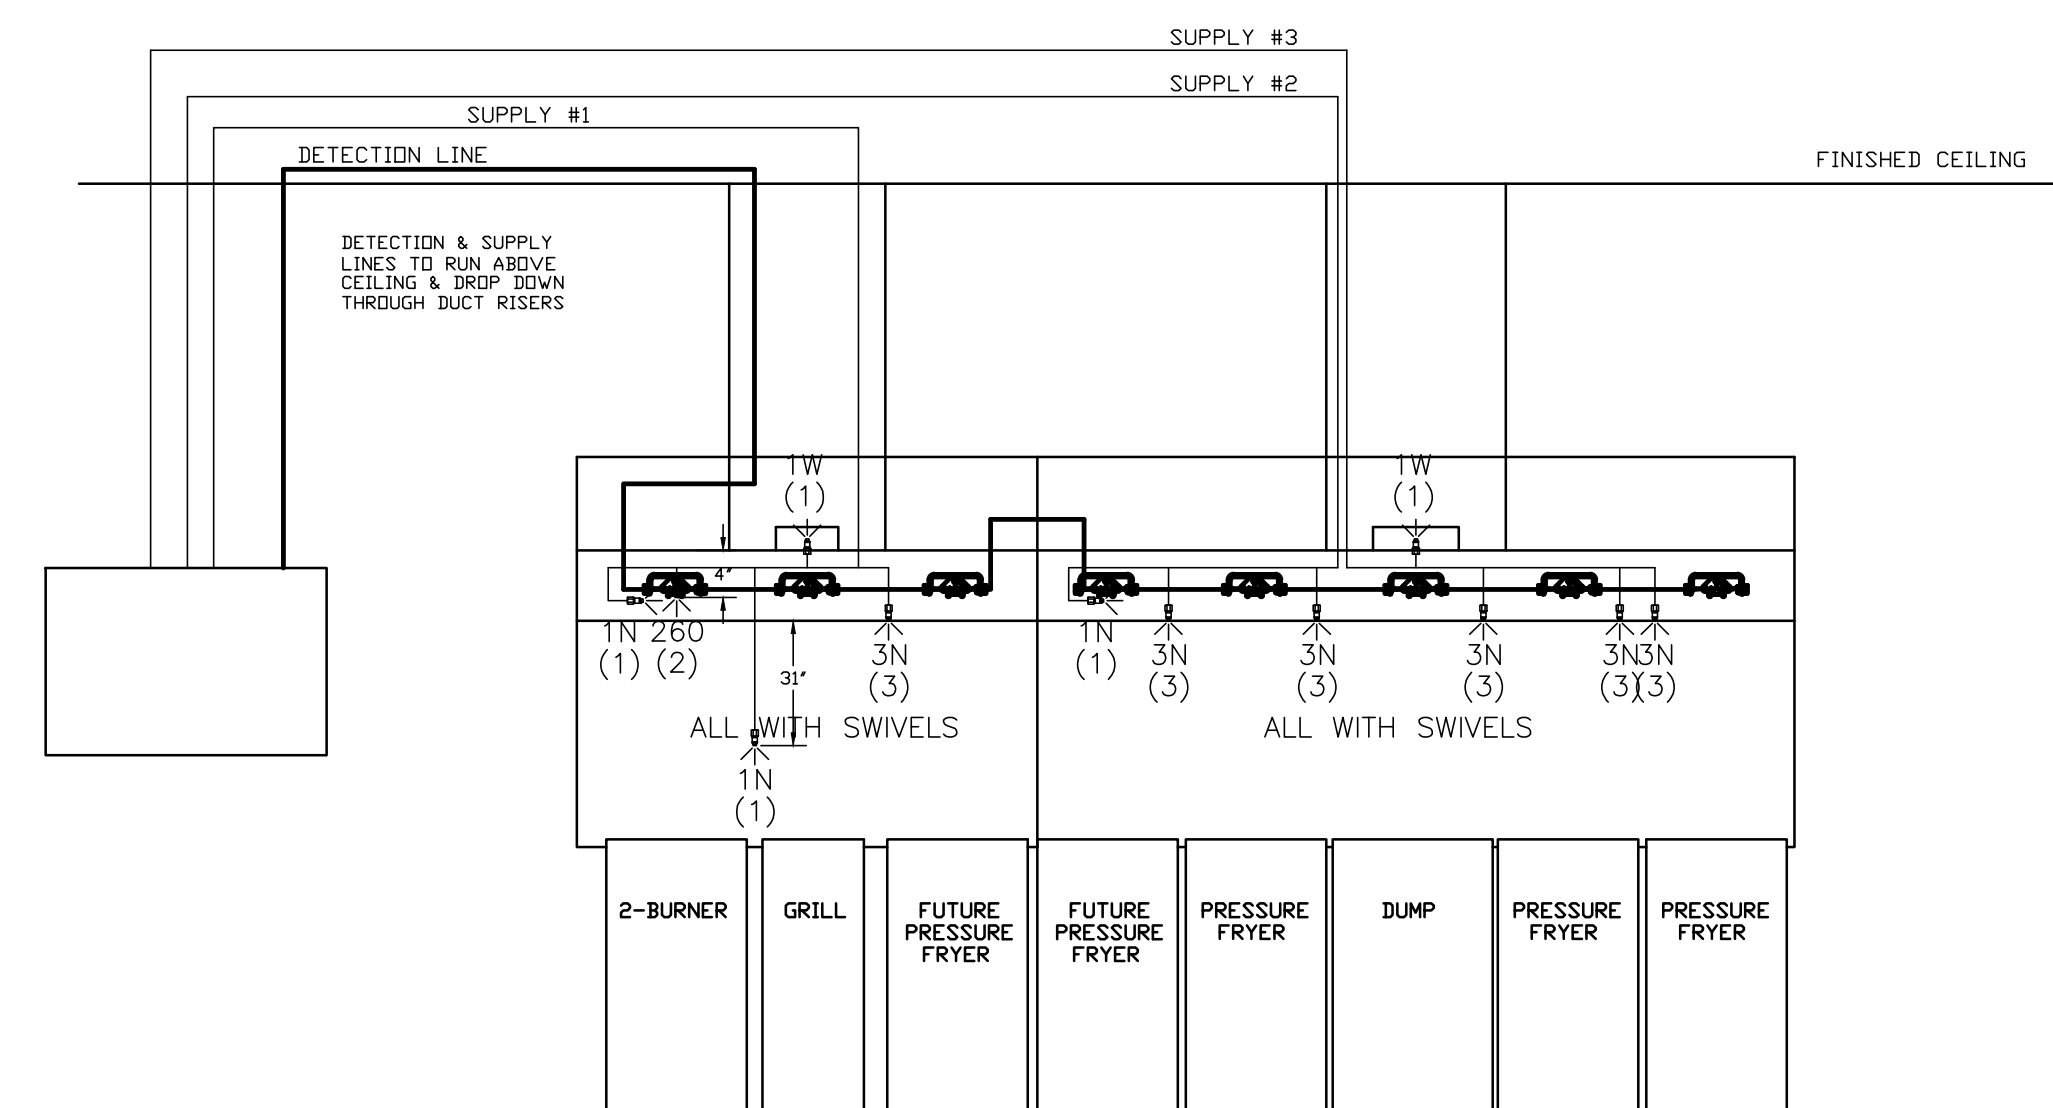 SUPPLY #3
SUPPLY #2
SUPPLY #1
DETECTION LINE
FINISHED CEILING
DETECTION & SUPPLY
LINES TO RUN ABOVE
CEILING & DROP DOWN
THROUGH DUCT RISERS
1W
(1)
1W
(1)
4"
1N
(1)
260
(2)
31"
3N
(3)
1N
(1)
3N
(3)
3N
(3)
3N
(3)
3N
(3)
3N
(3)
ALL WITH SWIVELS
ALL WITH SWIVELS
1N
(1)
2-BURNER
GRILL
FUTURE
PRESSURE
FRYER
FUTURE
PRESSURE
FRYER
PRESSURE
FRYER
DUMP
PRESSURE
FRYER
PRESSURE
FRYER